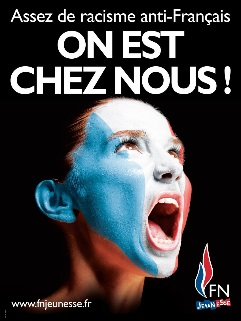 Assez de racisme anti-Français
ON EST
CHEZ NOUS !
FN
JEUNESSE
www.fnjeunesse.fr